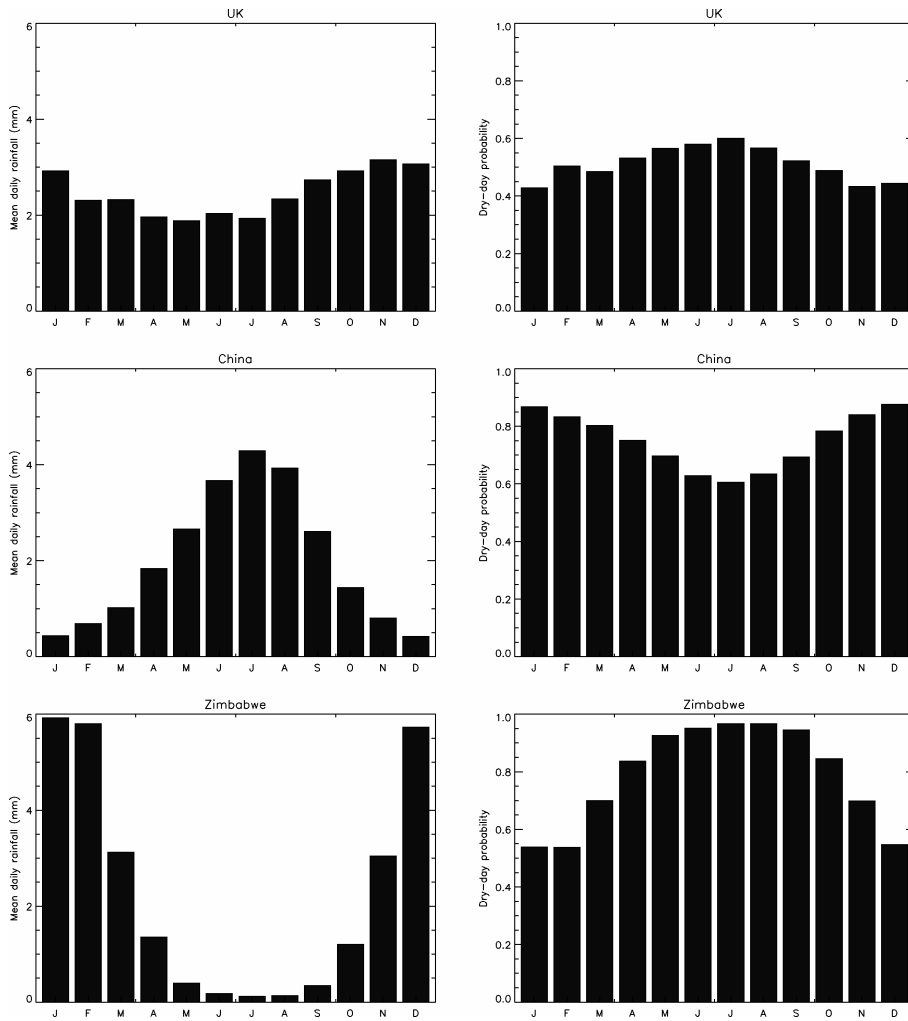 UK
6
4
2
0
Mean daily rainfall (mm)
J F M A M J J A S O N D
UK
1.0
0.8
0.6
0.4
0.2
0.0
Dry-day probability
J F M A M J J A S O N D
China
6
4
2
0
Mean daily rainfall (mm)
J F M A M J J A S O N D
China
1.0
0.8
0.6
0.4
0.2
0.0
Dry-day probability
J F M A M J J A S O N D
Zimbabwe
6
4
2
0
Mean daily rainfall (mm)
J F M A M J J A S O N D
Zimbabwe
1.0
0.8
0.6
0.4
0.2
0.0
Dry-day probability
J F M A M J J A S O N D